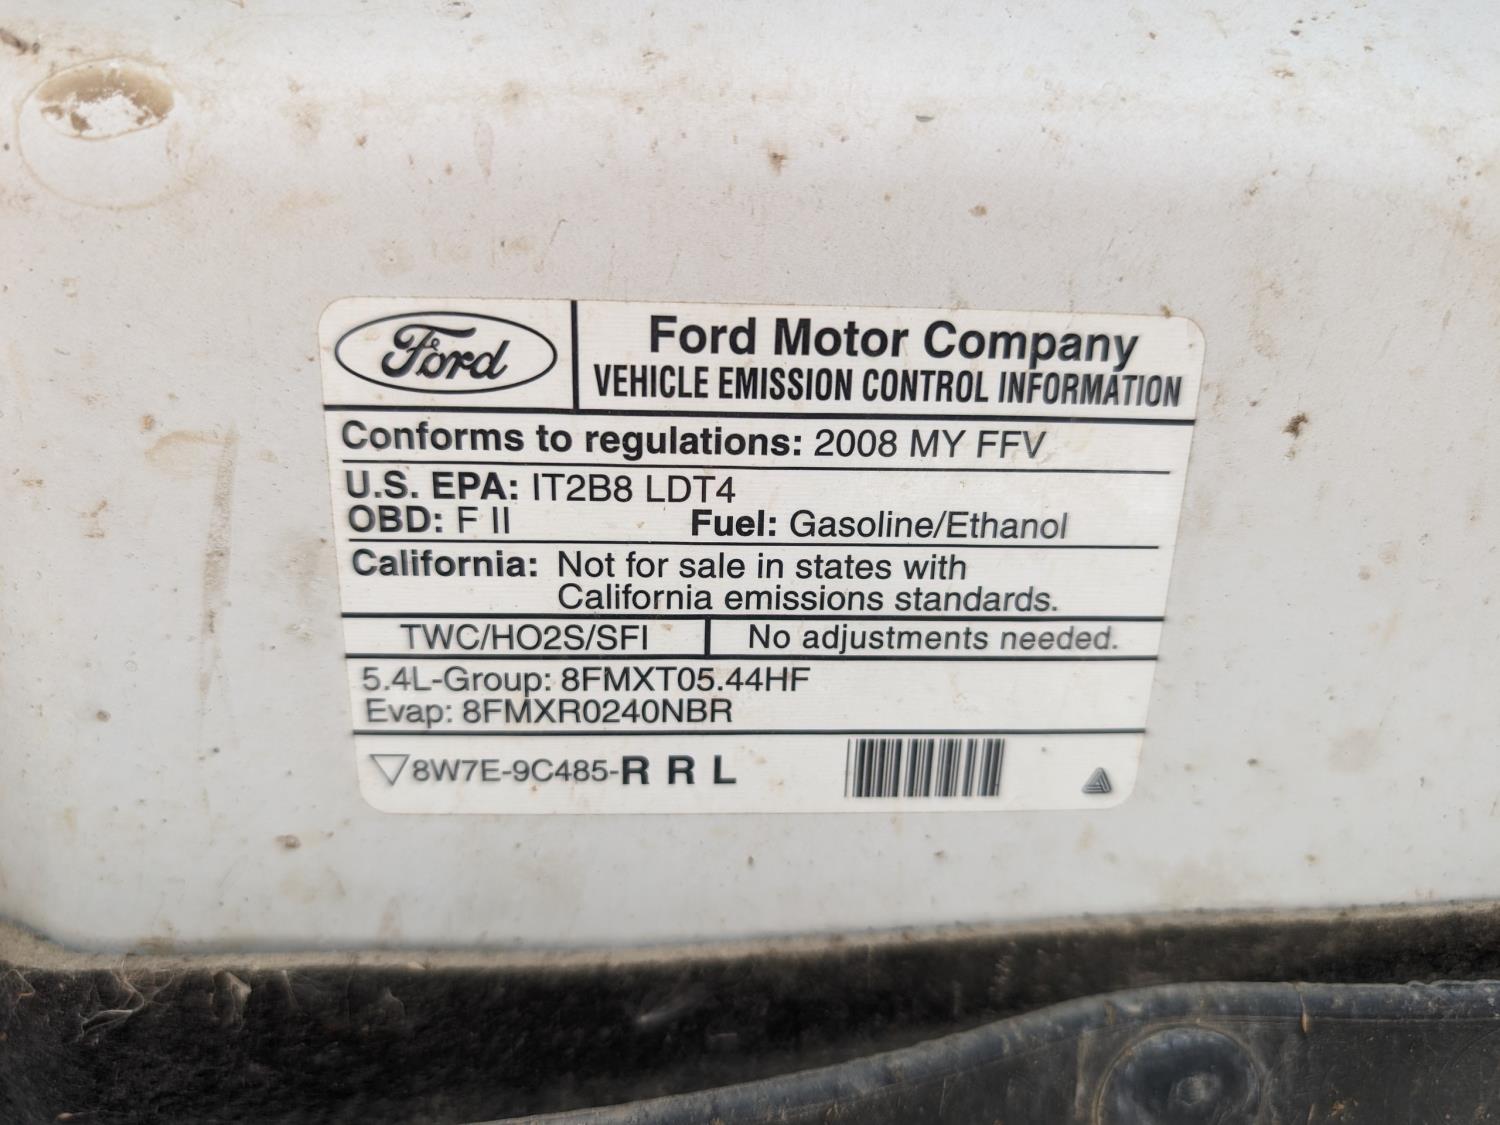 Ford
Ford Motor Company
VEHICLE EMISSION CONTROL INFORMATION
Conforms to regulations: 2008 MY FFV
U.S. EPA: IT2B8 LDT4
OBD: F II Fuel: Gasoline/Ethanol
California: Not for sale in states with
California emissions standards.
TWC/HO2S/SFI No adjustments needed.
5.4L-Group: 8FMXT05.44HF
Evap: 8FMXR0240NBR
8W7E-9C485-R R L